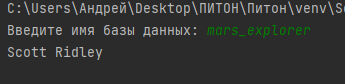 C:\Users\Андрей\Desktop\ПИТОН\Питон\venv\S
Введите имя базы данных: mars_explorer
Scott Ridley